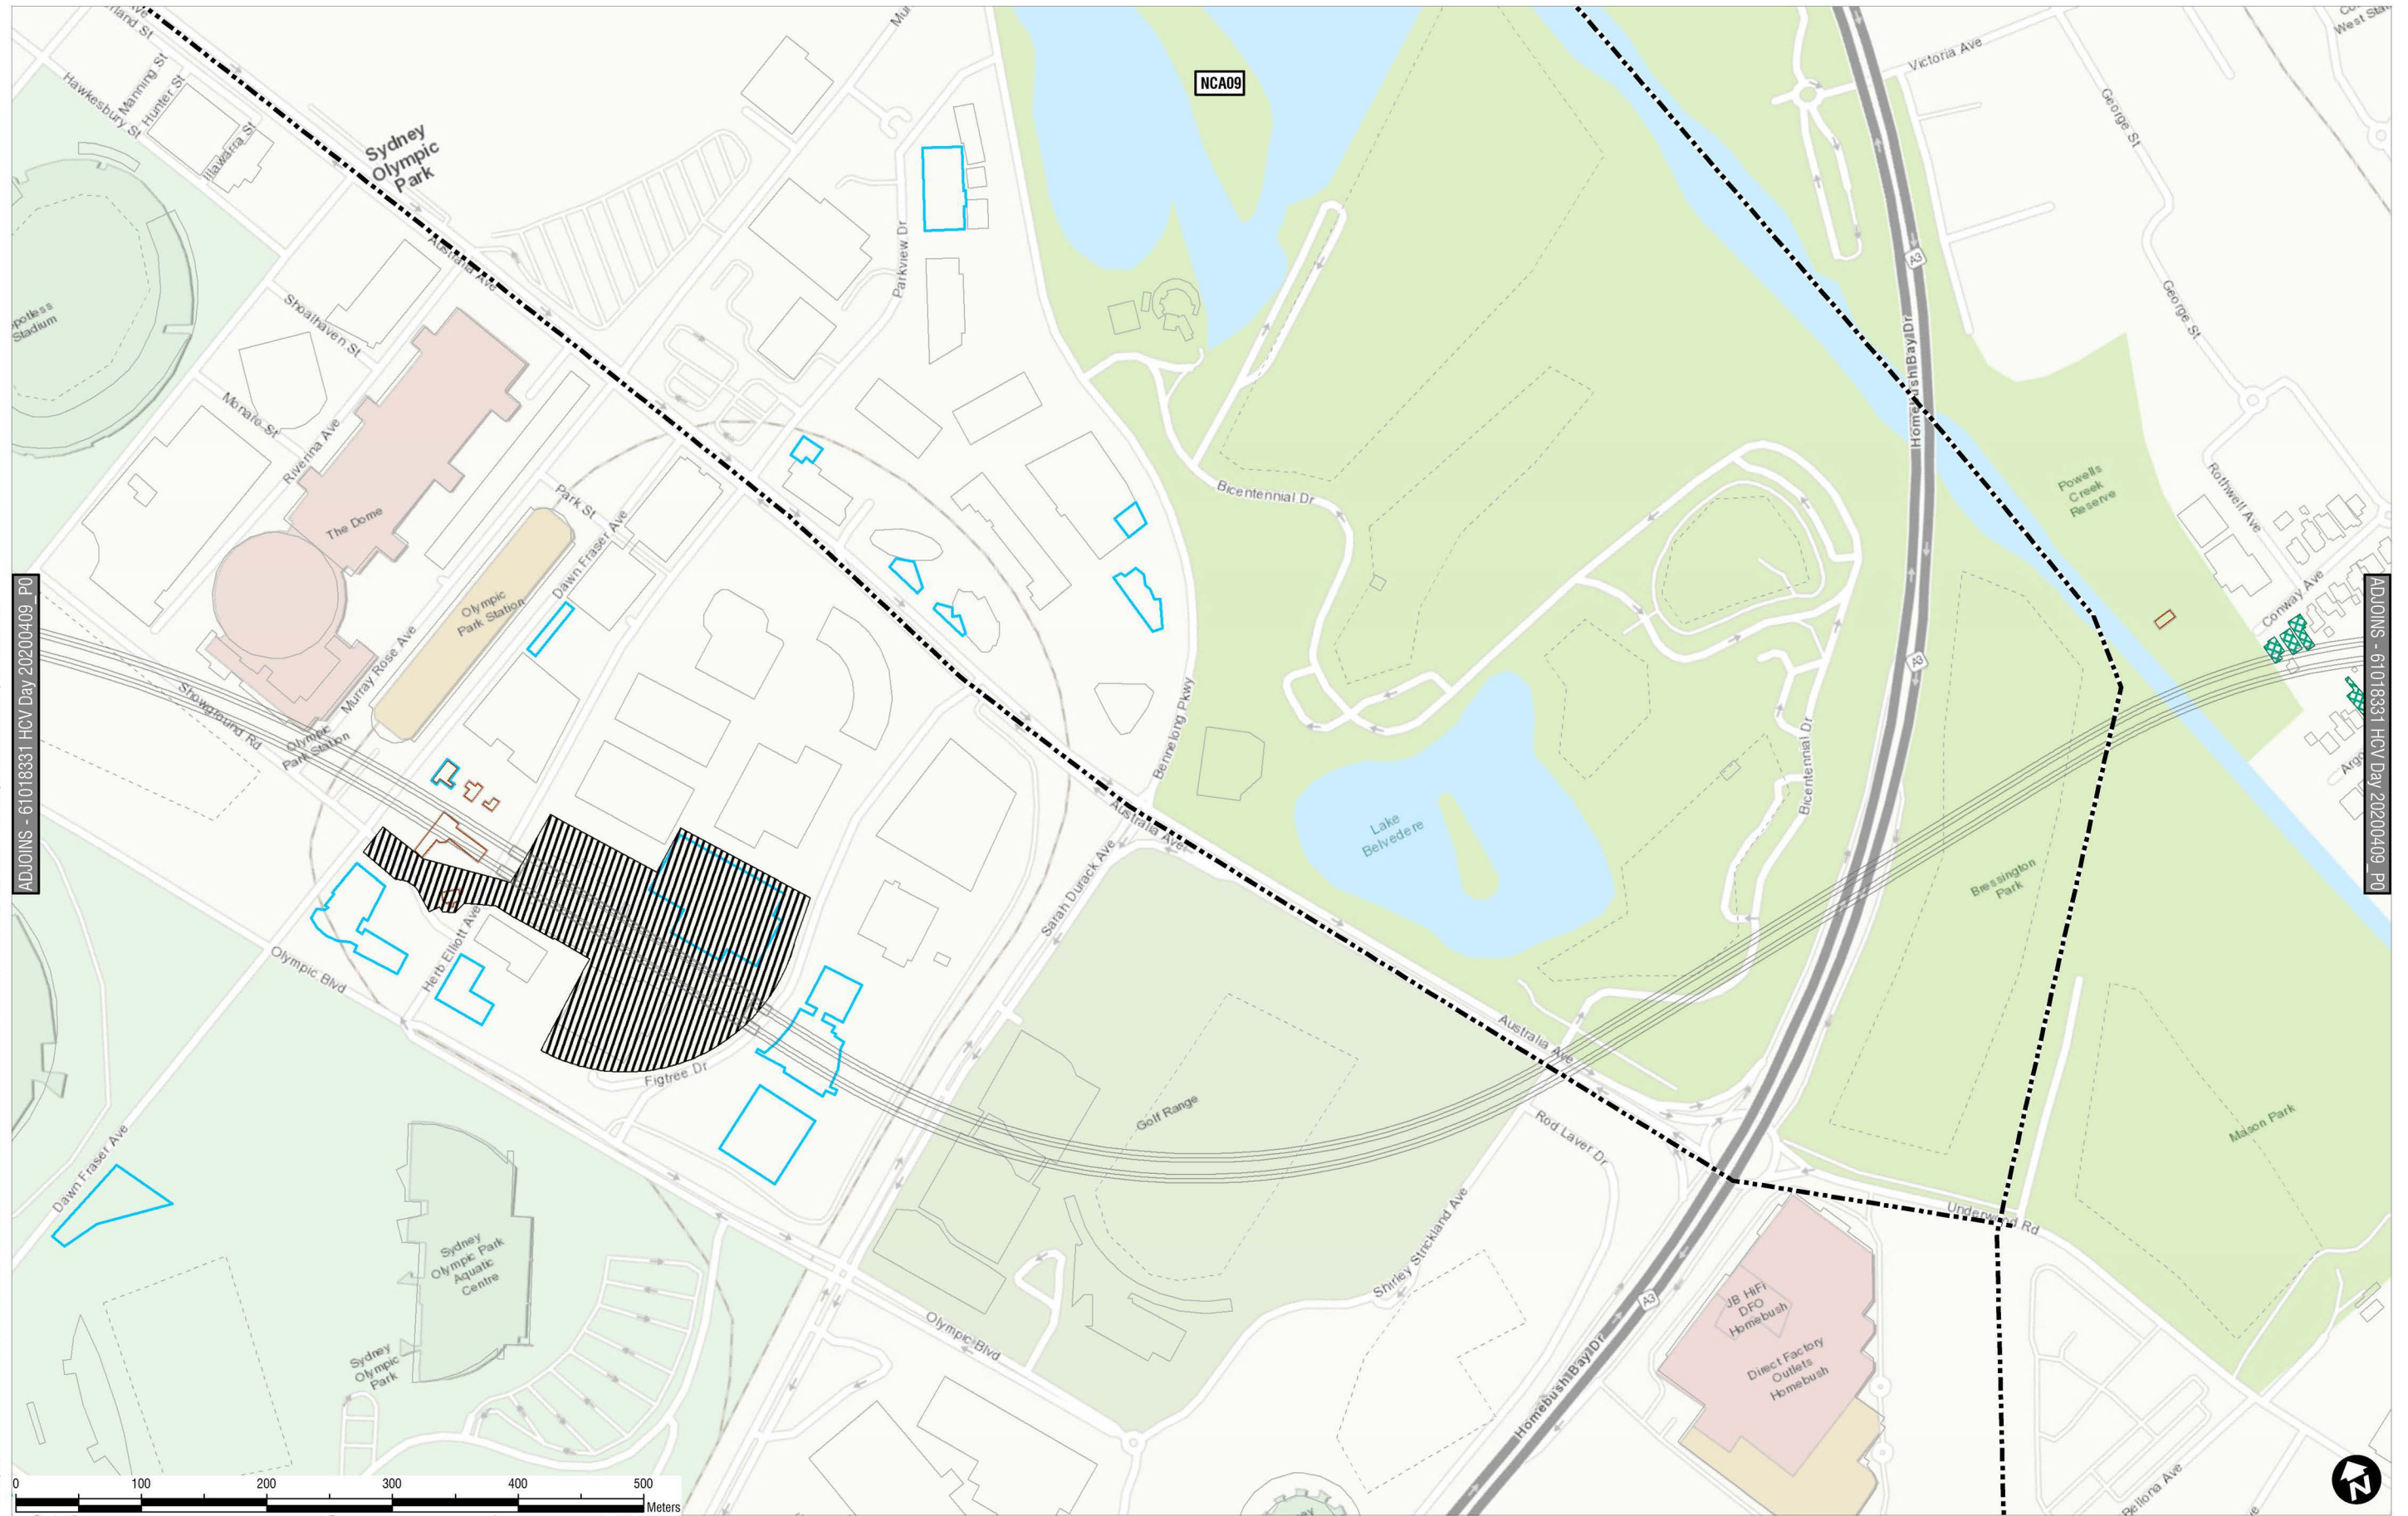 Manning St
Hunter St
Hawkesbury St
Illawarra St
Sydney
Olympic
Park
Australia Ave
NCA09
Victoria Ave
George St
George St
A3
Homebush Bay Dr
Parkview Dr
Stadium
Shoalhaven St
Monaro St
Riverina Ave
The Dome
Park St
Dawn Fraser Ave
Olympic
Park Station
Murray Rose Ave
Showground Rd
Olympic
Park Station
Bicentennial Dr
Powells
Creek
Reserve
Rothwell Ave
Conway Ave
ADJOINS - 61018331 HCV Day 20200409_P0
ADJOINS - 61018331 HCV Day 20200409_P0
A3
Bennelong Pkwy
Bicentennial Dr
Lake
Belvedere
Australia Ave
Sarah Durack Ave
Bressington
Park
Herb Elliott Ave
Olympic Blvd
Figtree Dr
Australia Ave
Golf Range
Rod Laver Dr
Mason Park
Dawn Fraser Ave
Shirley Strickland Ave
Underwood Rd
Sydney
Olympic Park
Aquatic
Centre
Sydney
Olympic
Park
Olympic Blvd
A3
Homebush Bay Dr
JB HiFi
DFO
Homebush
Direct Factory
Outlets
Homebush
Bellona Ave
0 100 200 300 400 500
Meters
N